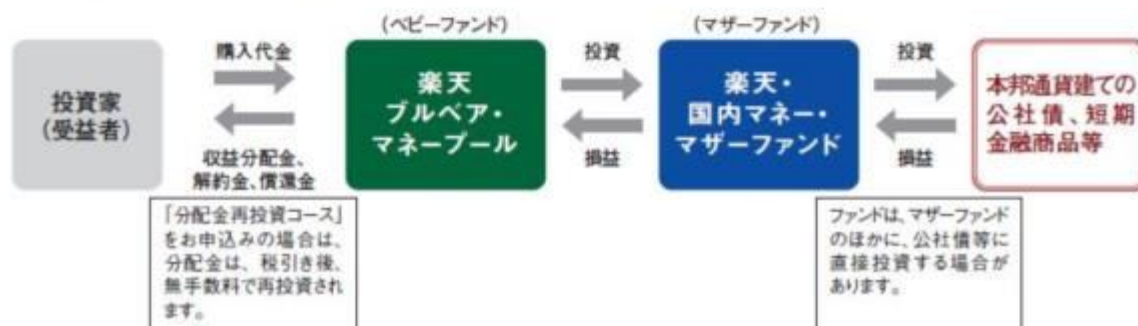 (ベビーファンド)
(マザーファンド)
投資家
(受益者)
購入代金
収益分配金、
解約金、償還金
楽天
ブルベア・
マネープール
投資
損益
楽天・
国内マネー・
マザーファンド
投資
損益
本邦通貨建ての
公社債、短期
金融商品等
「分配金再投資コース」
をお申込みの場合は、
分配金は、税引き後、
無手数料で再投資され
ます。
ファンドは、マザーファンド
のほかに、公社債等に
直接投資する場合が
あります。